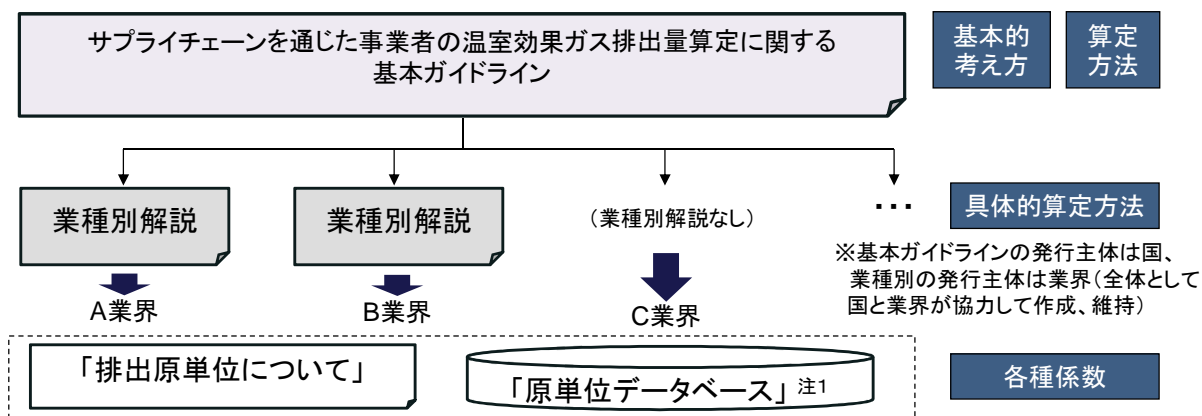 サプライチェーンを通じた事業者の温室効果ガス排出量算定に関する
基本ガイドライン
基本的
考え方
算定
方法
業種別解説
業種別解説
(業種別解説なし)
…
具体的算定方法
※基本ガイドラインの発行主体は国、
業種別の発行主体は業界(全体として
国と業界が協力して作成、維持)
A業界
B業界
C業界
「排出原単位について」
「原単位データベース」 注1
各種係数